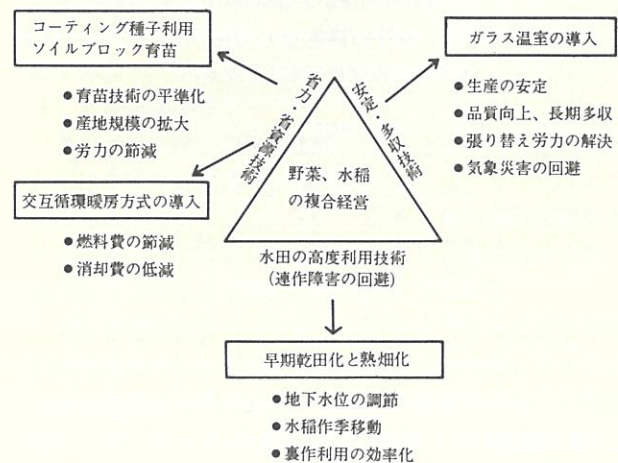 コーティング種子利用
ソイルブロック育苗
●育苗技術の平準化
●産地規模の拡大
●労力の節減
交互循環暖房方式の導入
●燃料費の節減
●消却費の低減
省力・省資源技術
安定・多収技術
野菜、水稲
の複合経営
水田の高度利用技術
(連作障害の回避)
ガラス温室の導入
●生産の安定
●品質向上、長期多収
●張り替え労力の解決
●気象災害の回避
早期乾田化と熟畑化
●地下水位の調節
●水稲作季移動
●裏作利用の効率化